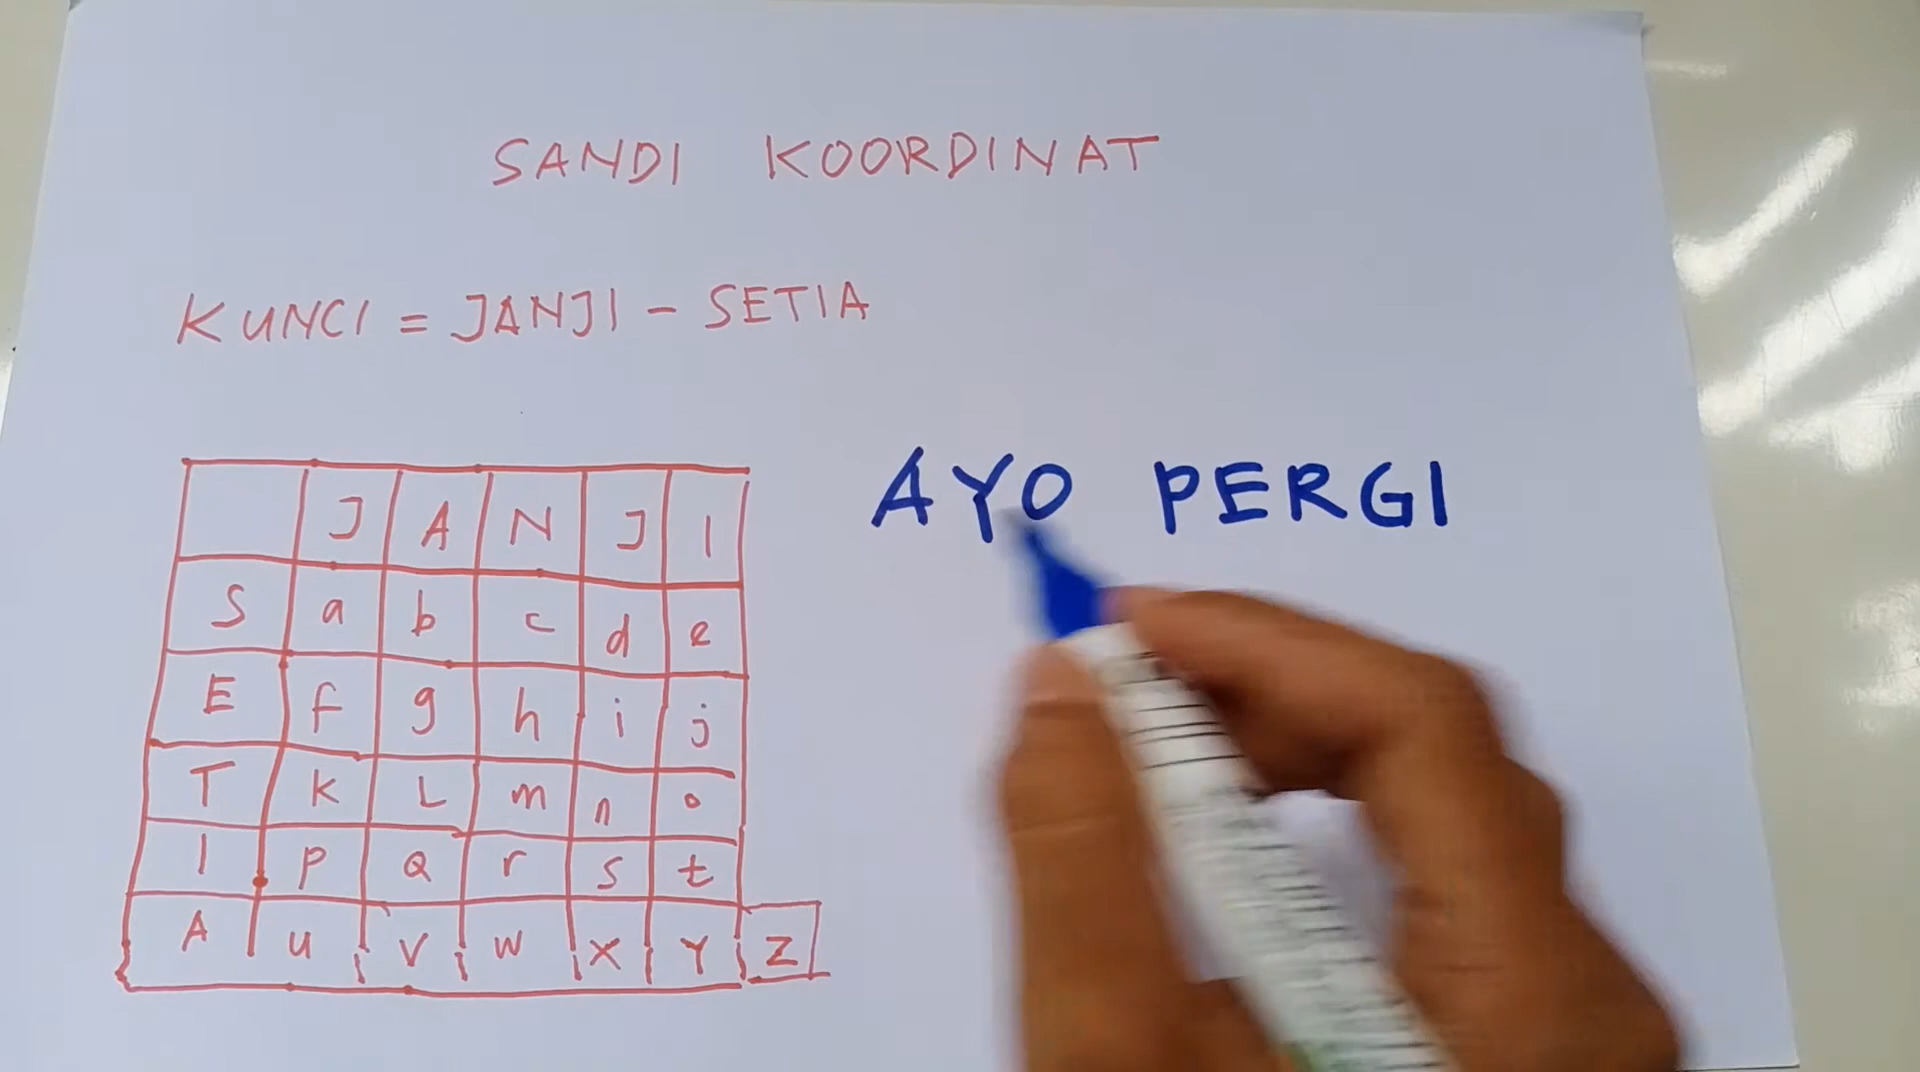 SANDI KOORDINAT
KUNCI = JANJI - SETIA
AYO PERGI
J A N J I
S a b c d e
E f g h i j
T K L m n o
I p Q r s t
A u V w X Y Z